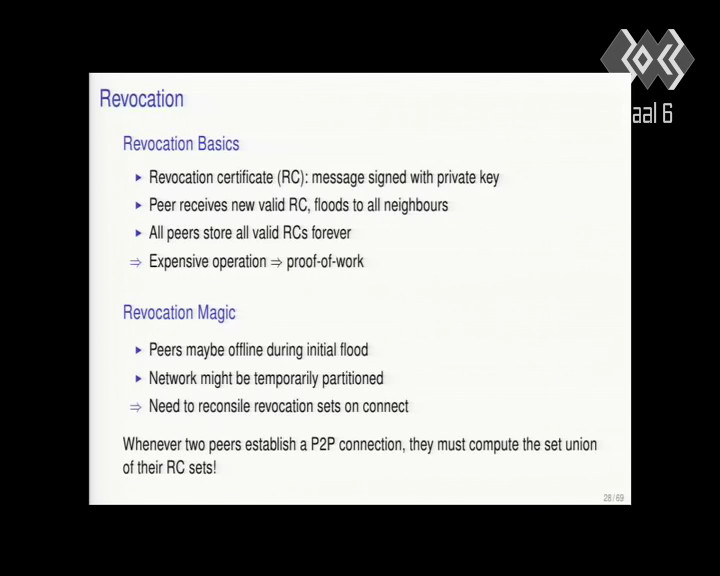 aal 6
Revocation
Revocation Basics
▸ Revocation certificate (RC): message signed with private key
▸ Peer receives new valid RC, floods to all neighbours
▸ All peers store all valid RCs forever
⇒ Expensive operation ⇒ proof-of-work
Revocation Magic
▸ Peers maybe offline during initial flood
▸ Network might be temporarily partitioned
⇒ Need to reconsile revocation sets on connect
Whenever two peers establish a P2P connection, they must compute the set union
of their RC sets!
28/69